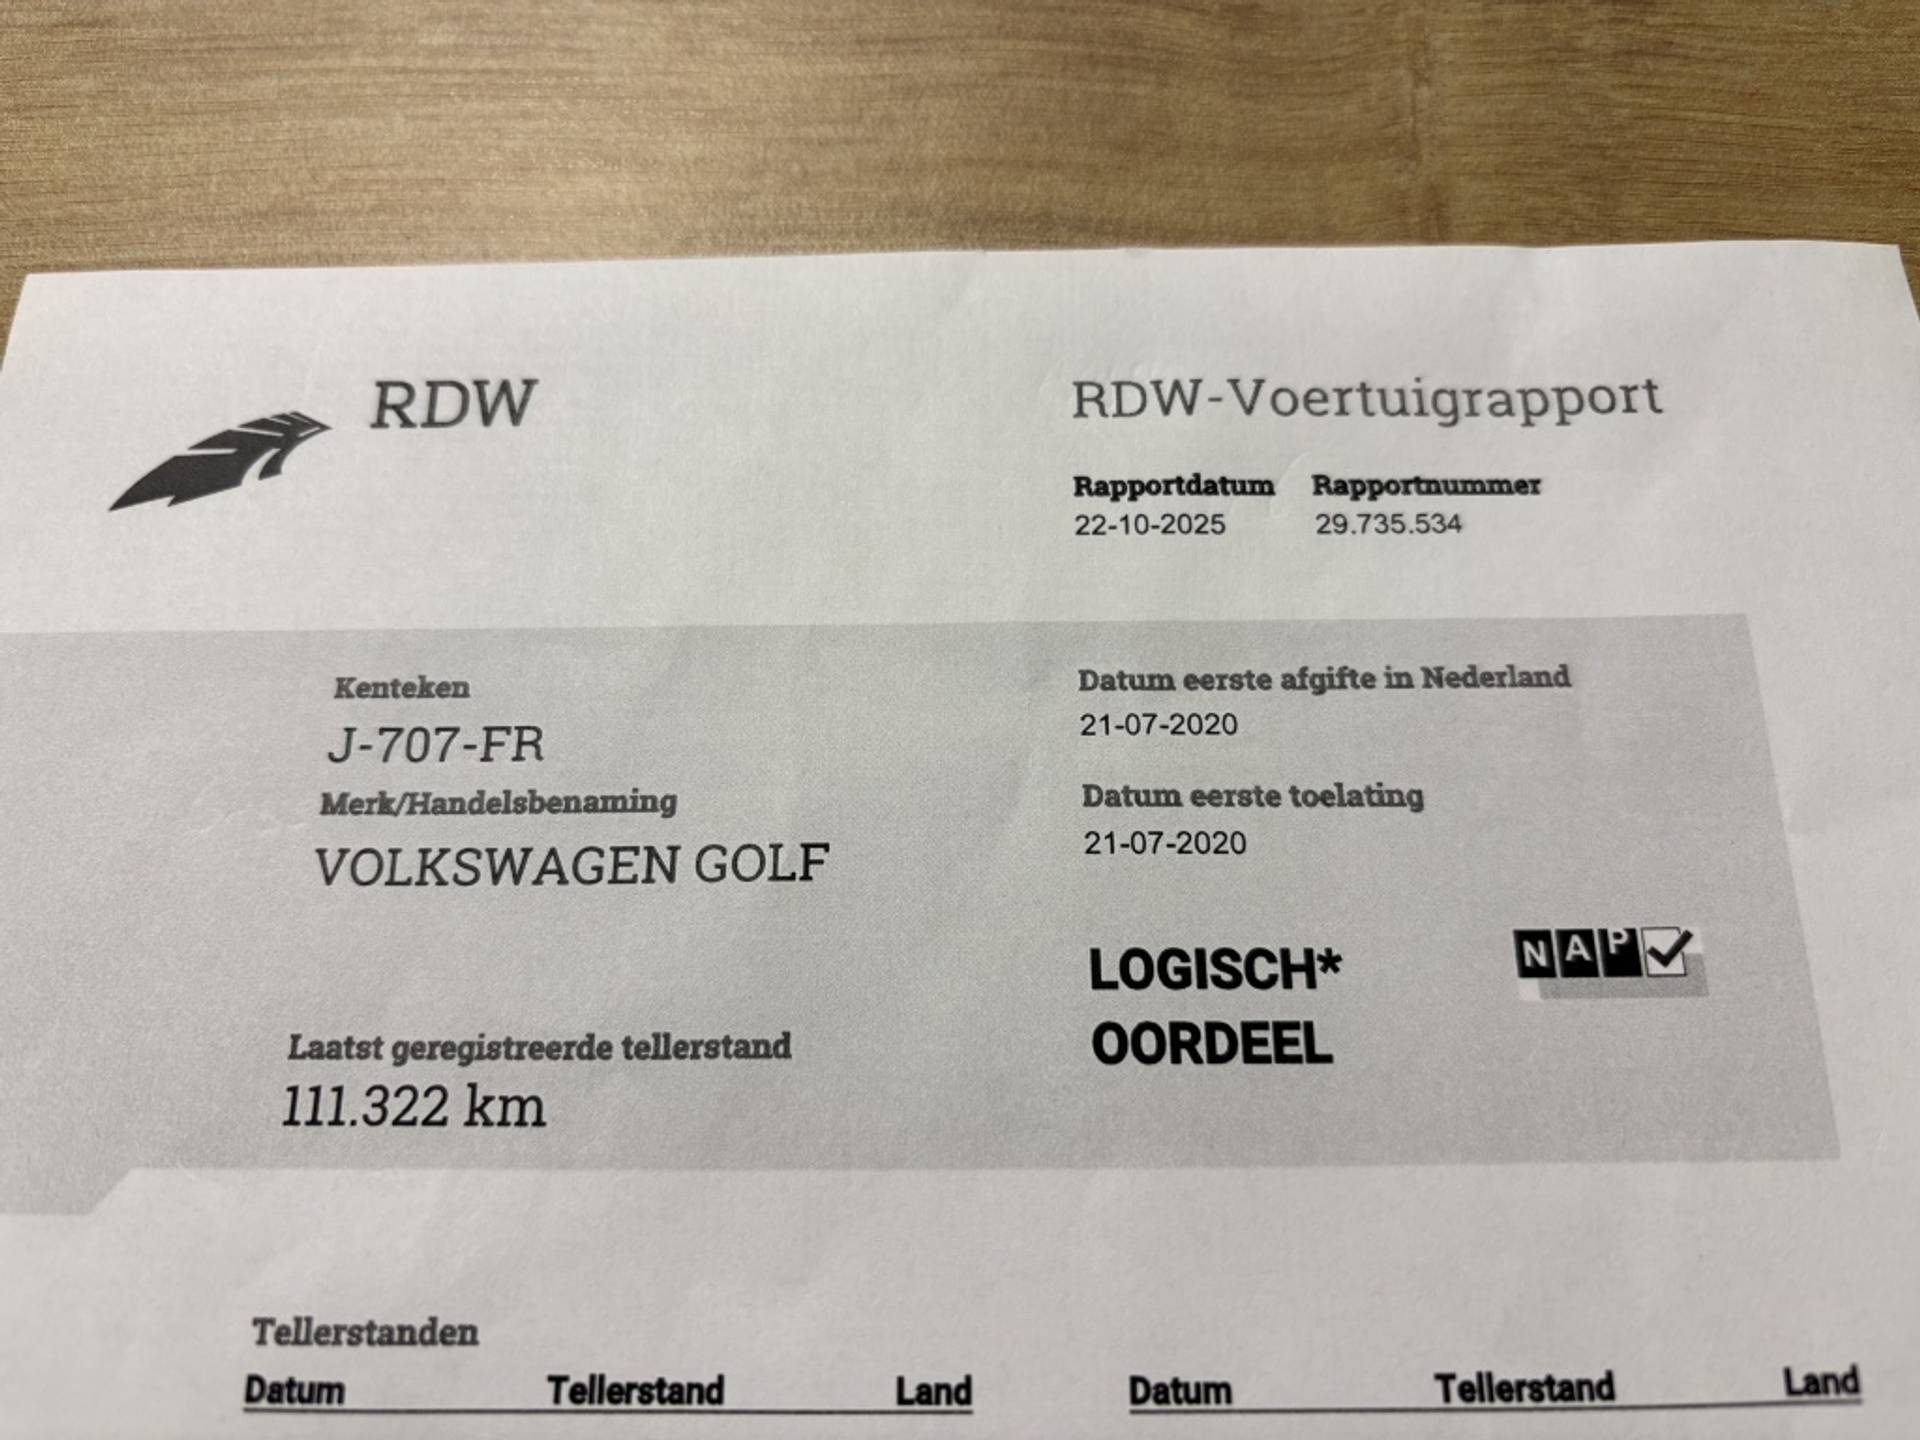 RDW
RDW-Voertuigrapport
Rapportdatum Rapportnummer
22-10-2025 29.735.534
Kenteken
J-707-FR
Merk/Handelsbenaming
VOLKSWAGEN GOLF
Laatst geregistreerde tellerstand
111.322 km
Datum eerste afgifte in Nederland
21-07-2020
Datum eerste toelating
21-07-2020
LOGISCH*
OORDEEL
NAP
Tellerstanden
Datum Tellerstand Land Datum Tellerstand Land